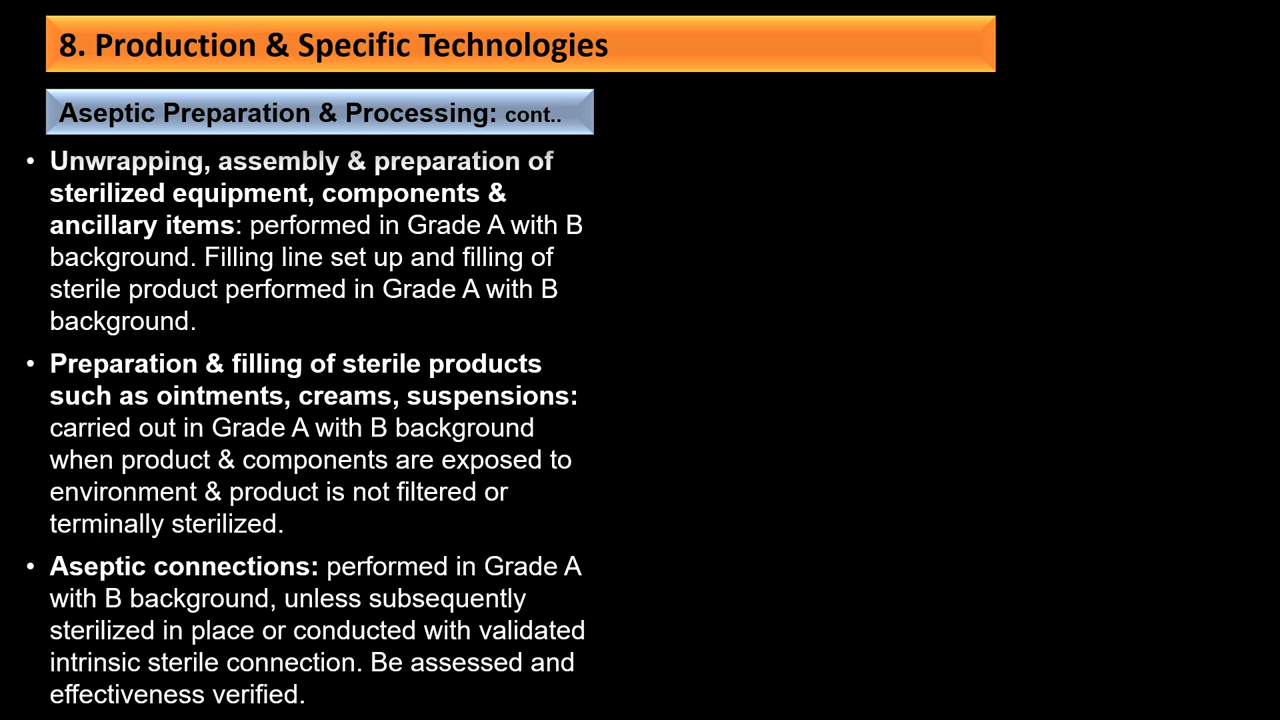 8. Production & Specific Technologies
Aseptic Preparation & Processing: cont..
• Unwrapping, assembly & preparation of
sterilized equipment, components &
ancillary items: performed in Grade A with B
background. Filling line set up and filling of
sterile product performed in Grade A with B
background.
• Preparation & filling of sterile products
such as ointments, creams, suspensions:
carried out in Grade A with B background
when product & components are exposed to
environment & product is not filtered or
terminally sterilized.
• Aseptic connections: performed in Grade A
with B background, unless subsequently
sterilized in place or conducted with validated
intrinsic sterile connection. Be assessed and
effectiveness verified.